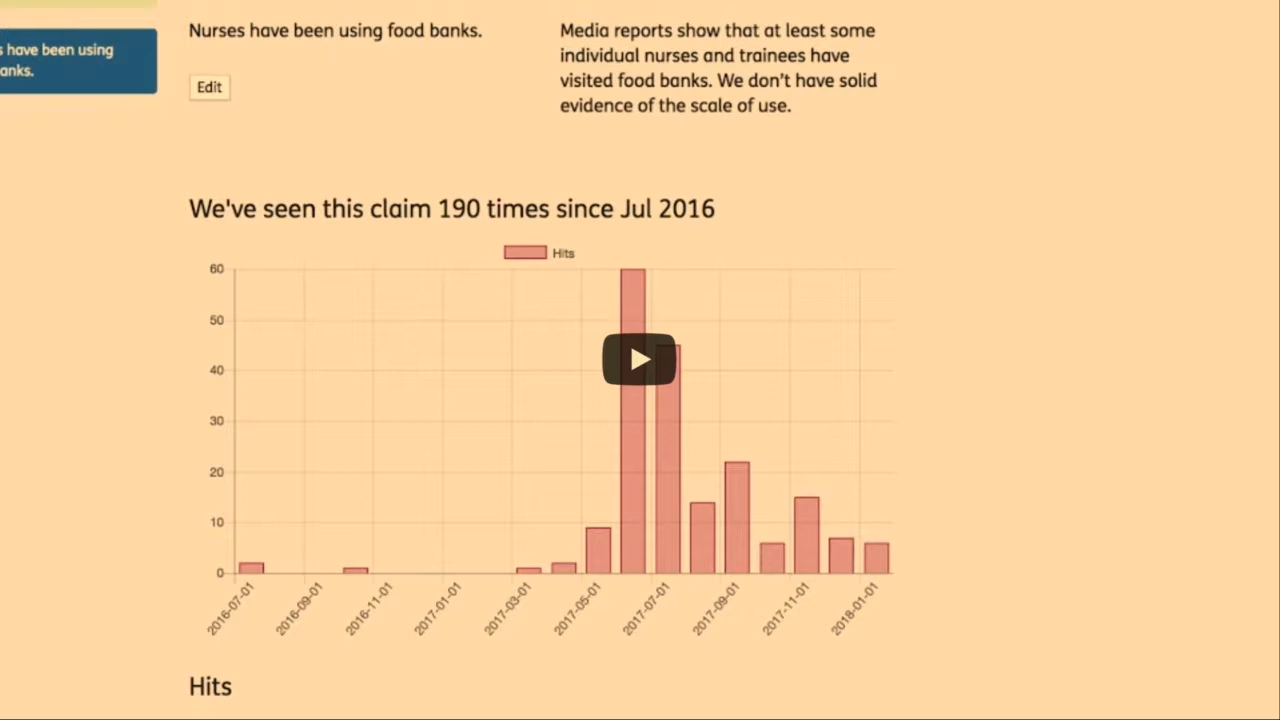 s have been using
anks.
Nurses have been using food banks.
Edit
Media reports show that at least some
individual nurses and trainees have
visited food banks. We don't have solid
evidence of the scale of use.
We've seen this claim 190 times since Jul 2016
Hits
60
50
40
30
20
10
0
2016-07-01
2016-09-01
2016-11-01
2017-01-01
2017-03-01
2017-05-01
2017-07-01
2017-09-01
2017-11-01
2018-01-01
Hits